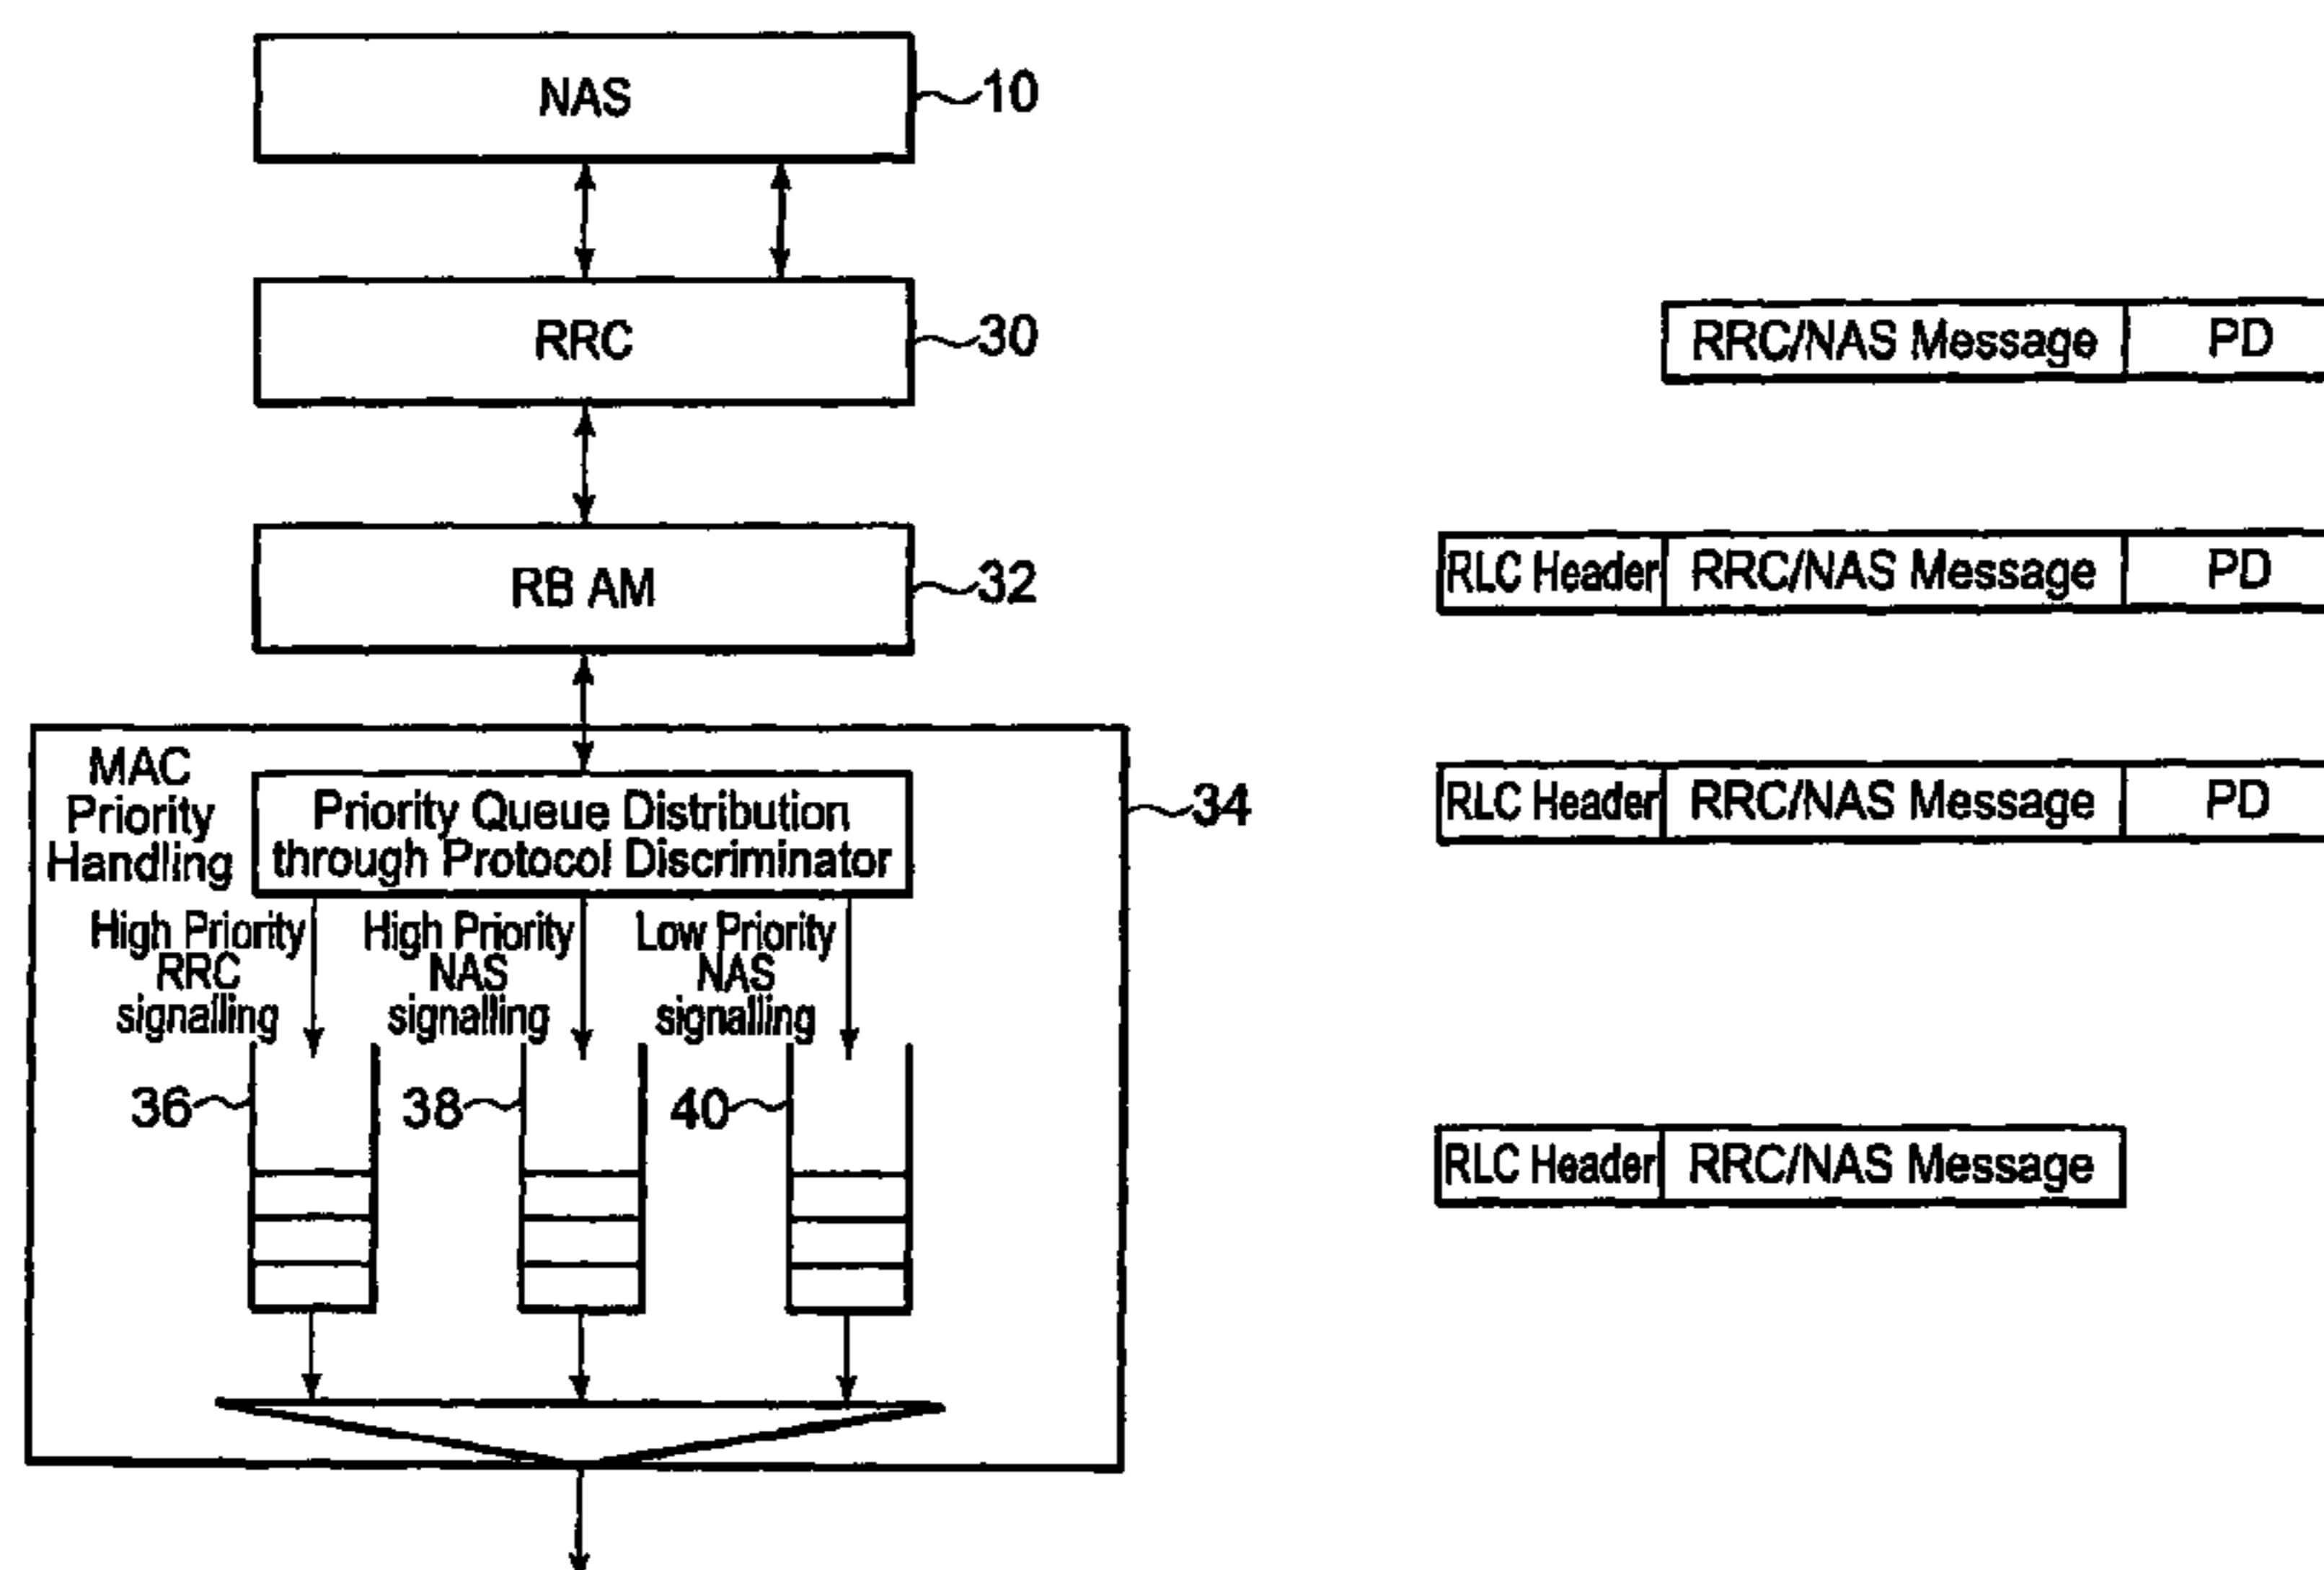 NAS
10
RRC
30
RRC/NAS Message PD
RB AM
32
RLC Header RRC/NAS Message PD
MAC
Priority
Handling
Priority Queue Distribution
through Protocol Discriminator
34
RLC Header RRC/NAS Message PD
High Priority
RRC
signalling
High Priority
NAS
signalling
Low Priority
NAS
signalling
36
38
40
RLC Header RRC/NAS Message